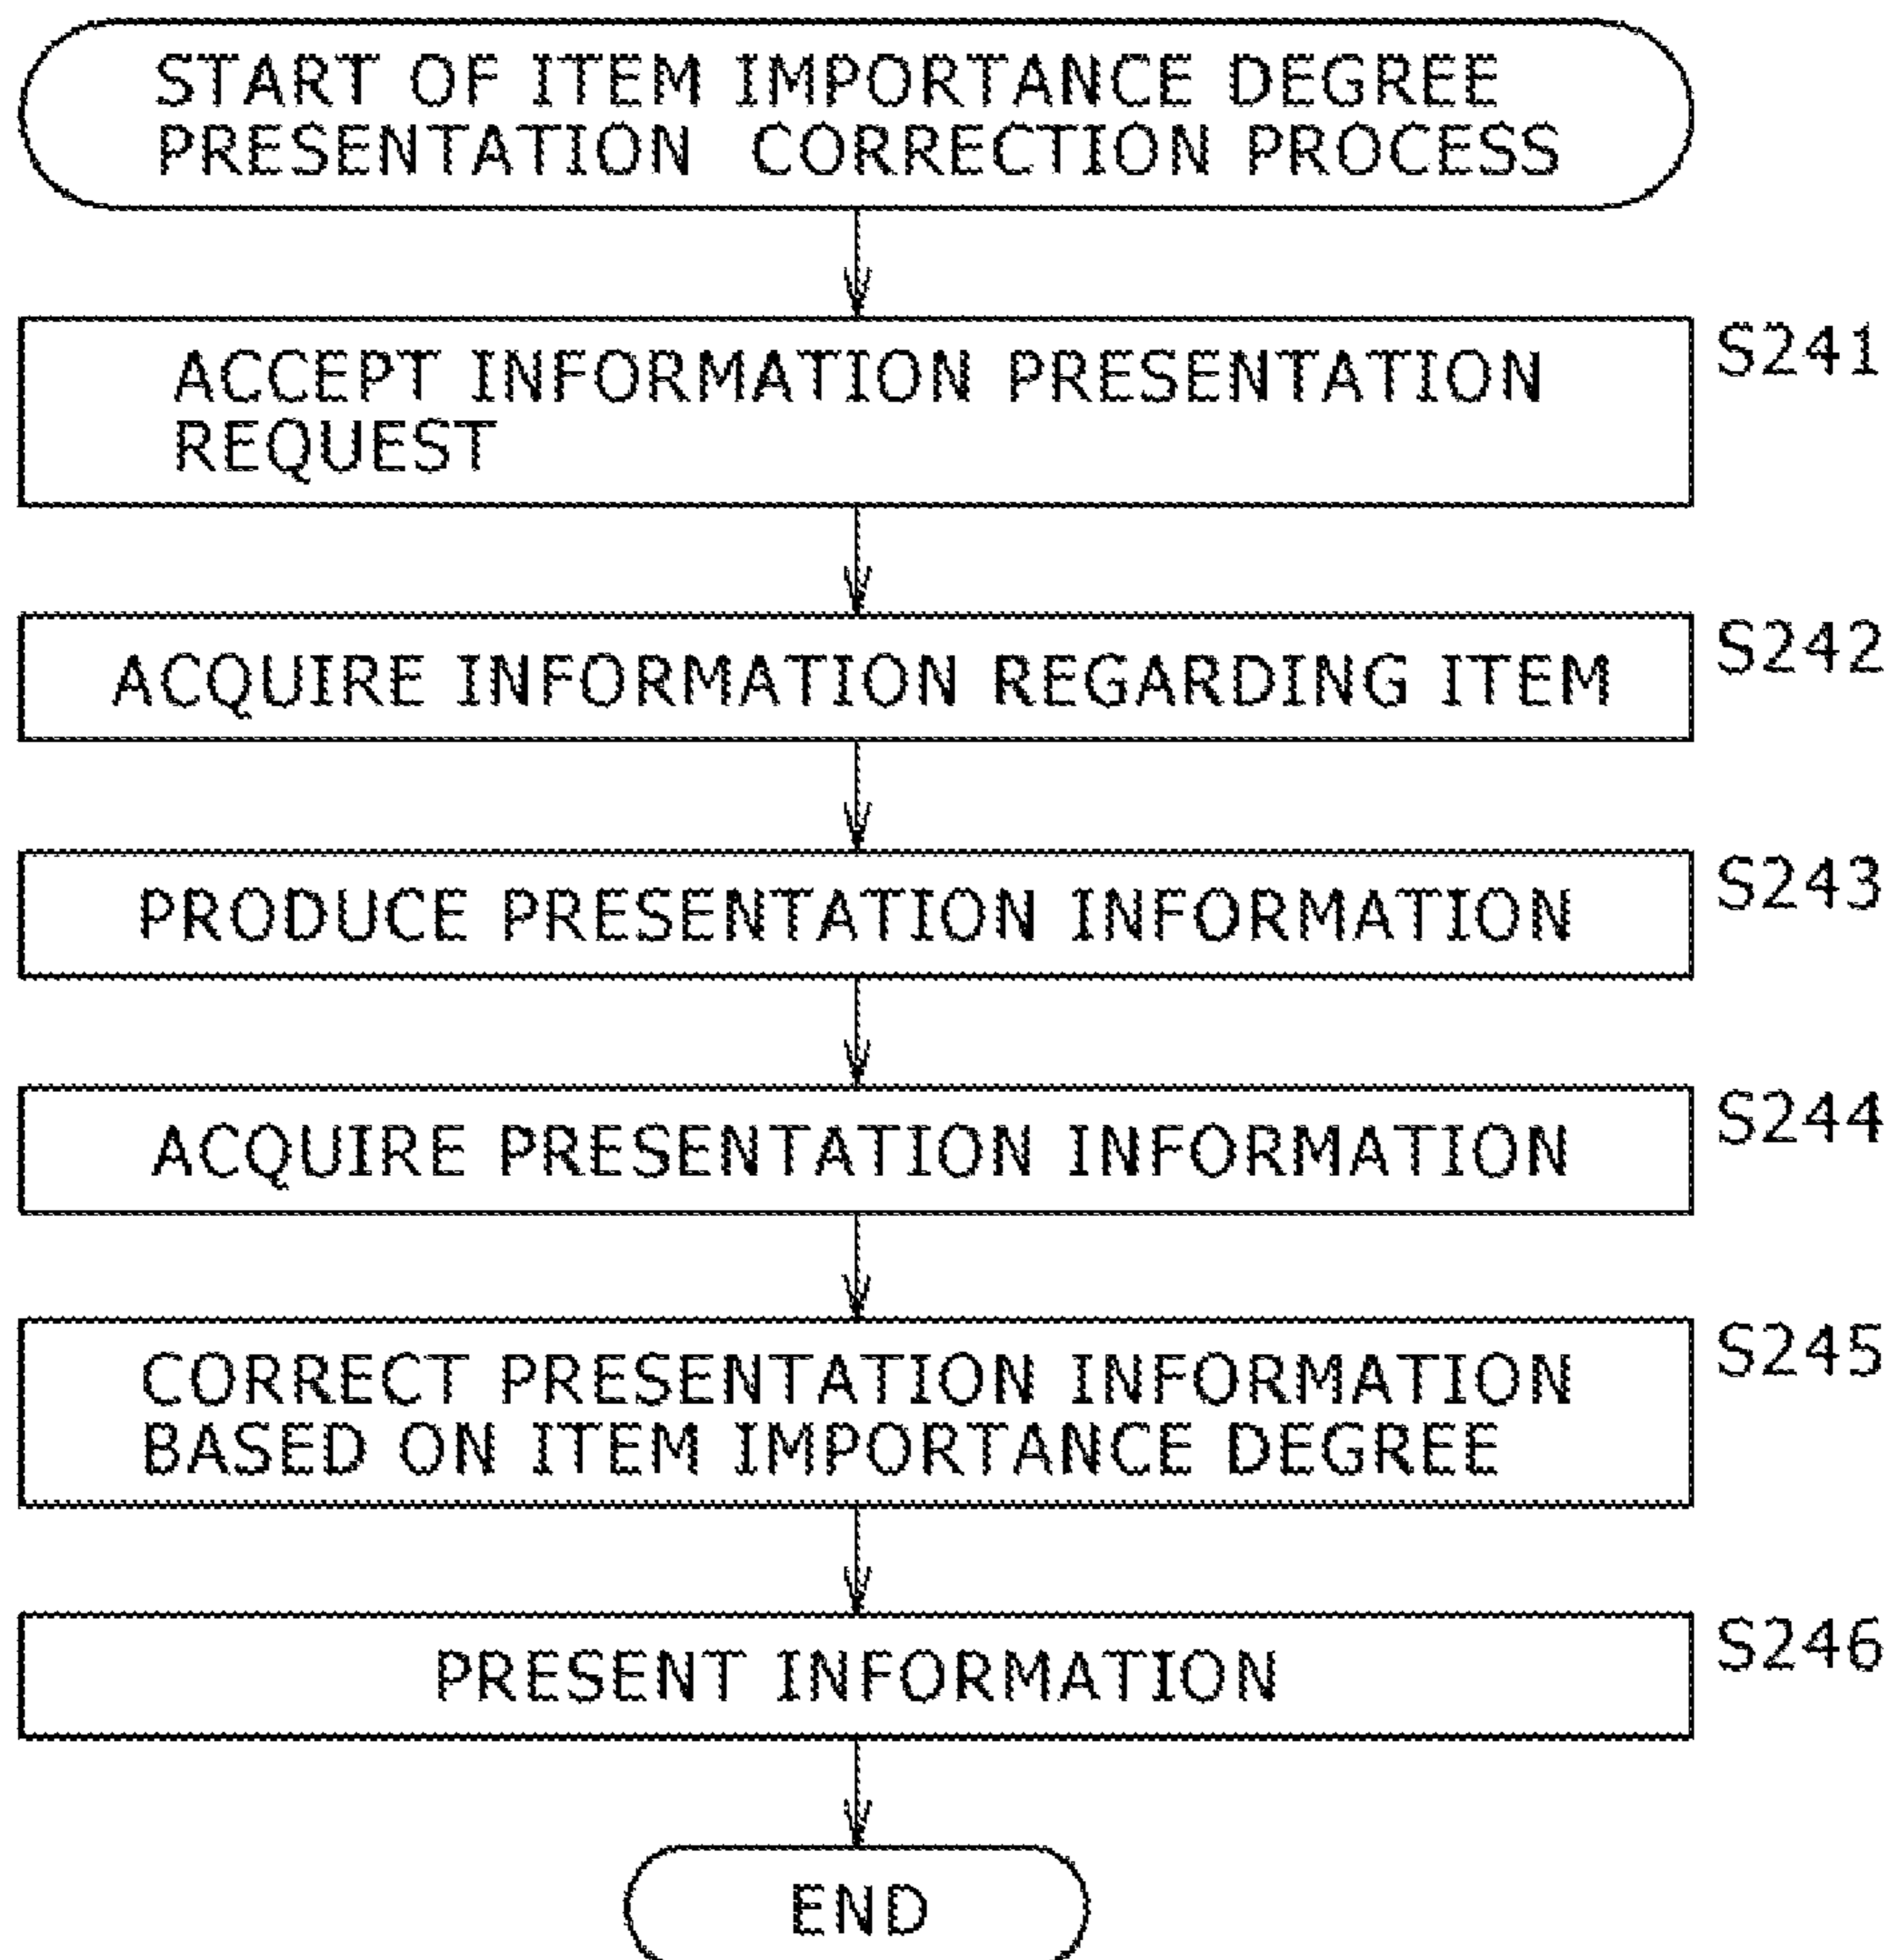 START OF ITEM IMPORTANCE DEGREE
PRESENTATION CORRECTION PROCESS
ACCEPT INFORMATION PRESENTATION
REQUEST
S241
ACQUIRE INFORMATION REGARDING ITEM
S242
PRODUCE PRESENTATION INFORMATION
S243
ACQUIRE PRESENTATION INFORMATION
S244
CORRECT PRESENTATION INFORMATION
BASED ON ITEM IMPORTANCE DEGREE
S245
PRESENT INFORMATION
S246
END